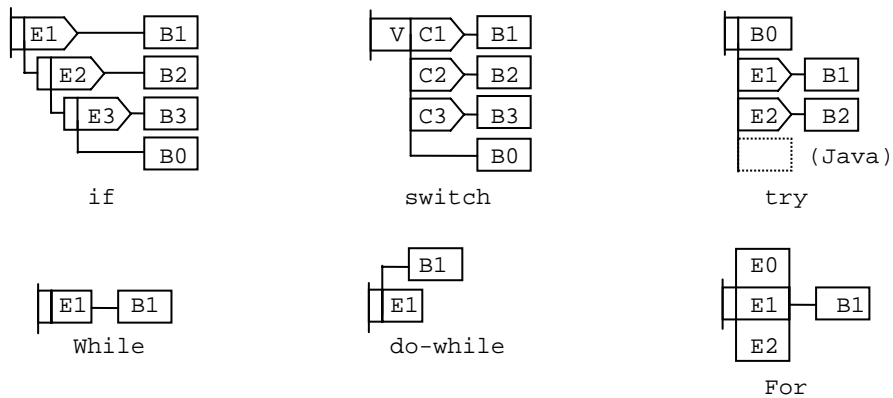 E1 B1 V C1 B1 B0
E2 B2 C2 B2 E1 B1
E3 B3 C3 B3 E2 B2
B0 B0 (Java)
if switch try
B1 E0
E1 B1 E1 E1 B1
While do-while E2
For